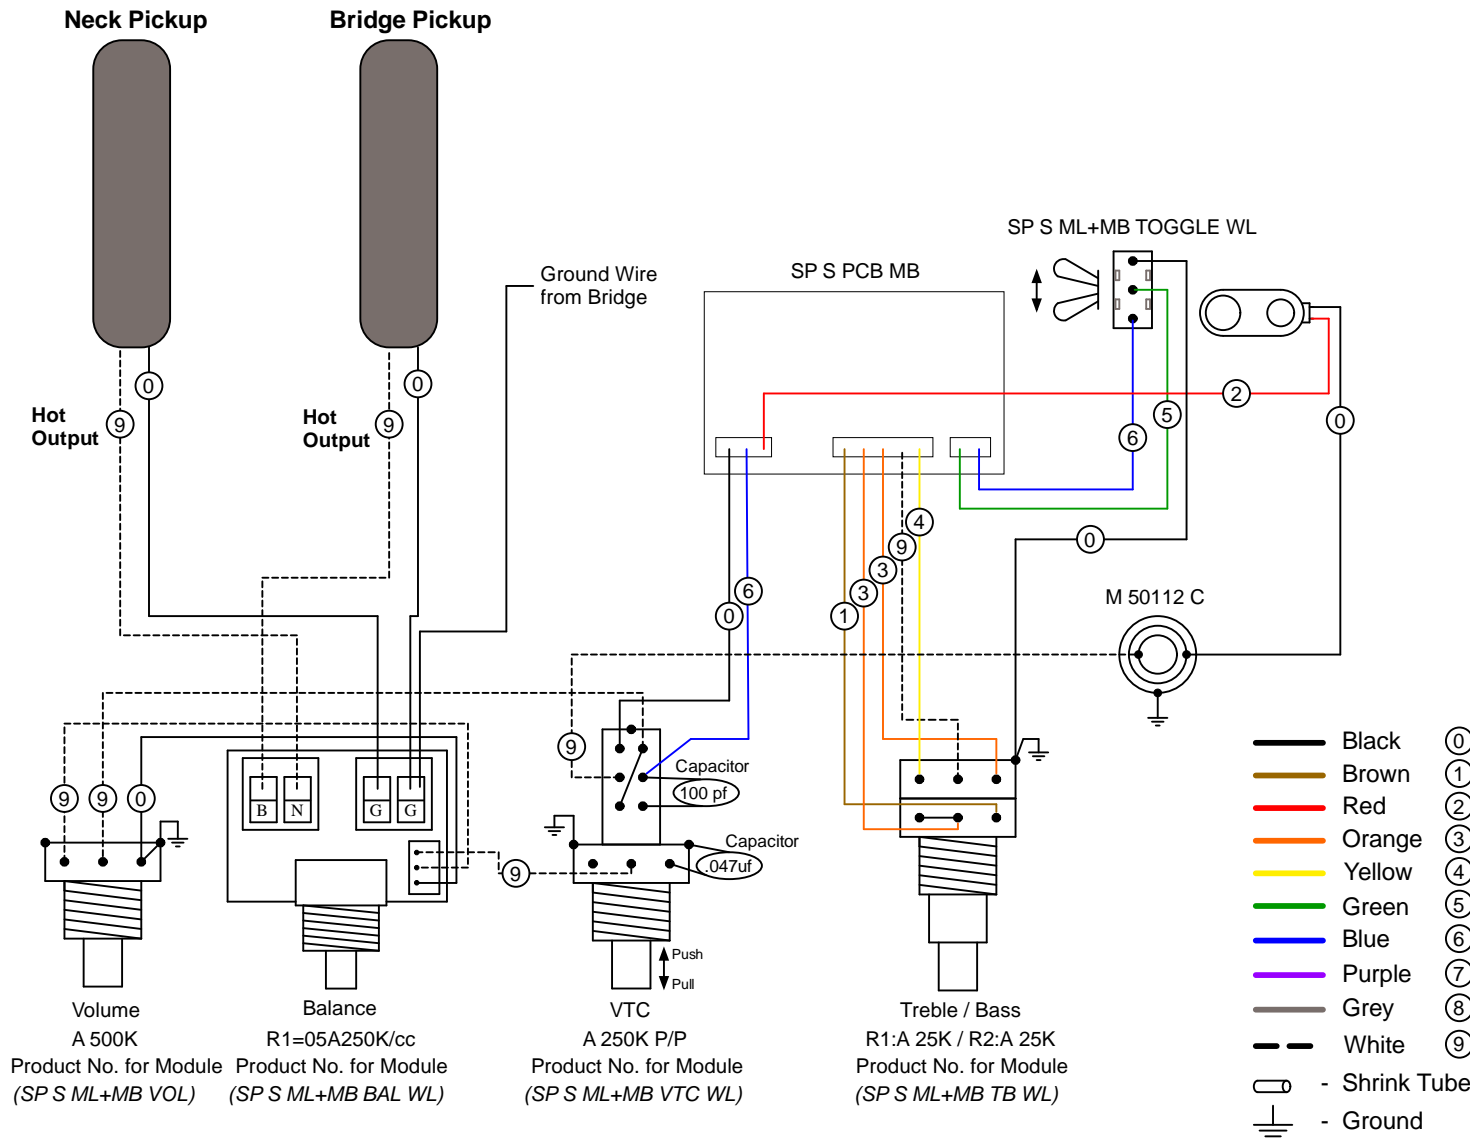 Neck Pickup
Bridge Pickup
SP S ML+MB TOGGLE WL
Ground Wire
from Bridge
SP S PCB MB
0
0
Hot
Output
9
Hot
Output
9
2
5
6
0
4
9
3
3
1
0
6
0
M 50112 C
9
9
9
0
B
N
G
G
Capacitor
100 pf
Capacitor
.047uf
9
Push
Pull
Volume
A 500K
Product No. for Module
(SP S ML+MB VOL)
Balance
R1=05A250K/cc
Product No. for Module
(SP S ML+MB BAL WL)
VTC
A 250K P/P
Product No. for Module
(SP S ML+MB VTC WL)
Treble / Bass
R1:A 25K / R2:A 25K
Product No. for Module
(SP S ML+MB TB WL)
Black 0
Brown 1
Red 2
Orange 3
Yellow 4
Green 5
Blue 6
Purple 7
Grey 8
White 9
- Shrink Tube
- Ground